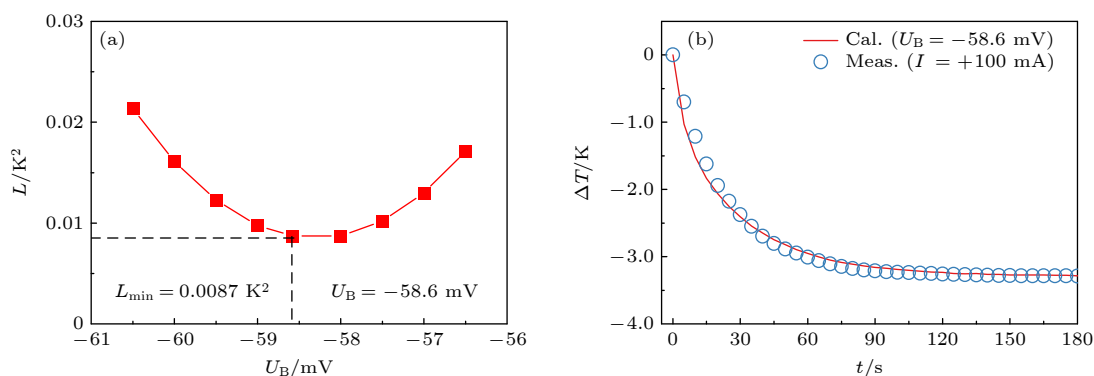 (a)
L/K²
0.03
0.02
0.01
0
L_min = 0.0087 K²
U_B = −58.6 mV
−61 −60 −59 −58 −57 −56
U_B/mV
(b)
Cal. (U_B = −58.6 mV)
Meas. (I = +100 mA)
ΔT/K
0
−1.0
−2.0
−3.0
−4.0
0 30 60 90 120 150 180
t/s